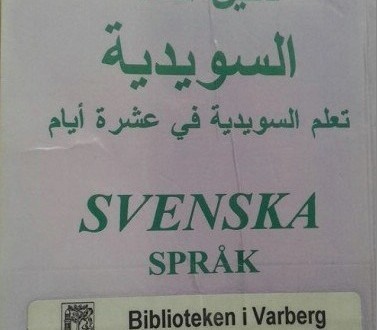 السويدية
تعلم السويدية في عشرة أيام
SVENSKA
SPRÅK
Biblioteken i Varberg